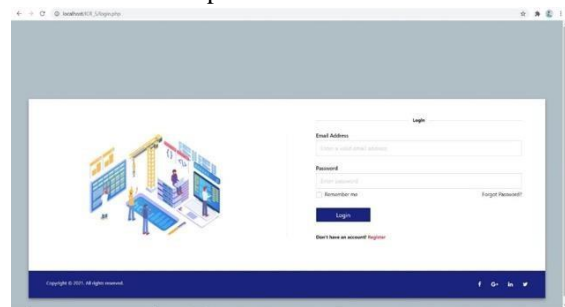 Login
Email Address
Enter a valid email address
Password
Enter password
Remember me
Forgot Password?
Login
Don't have an account? Register
Copyright © 2021. All rights reserved.
f G+ in